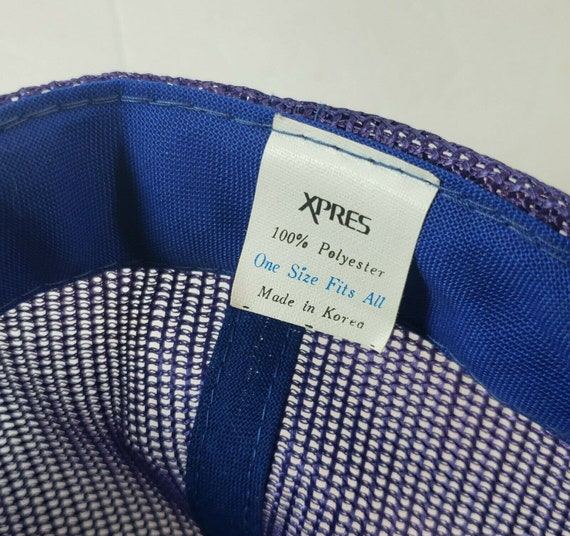 XPRES
100% Polyester
One Size Fits All
Made in Korea